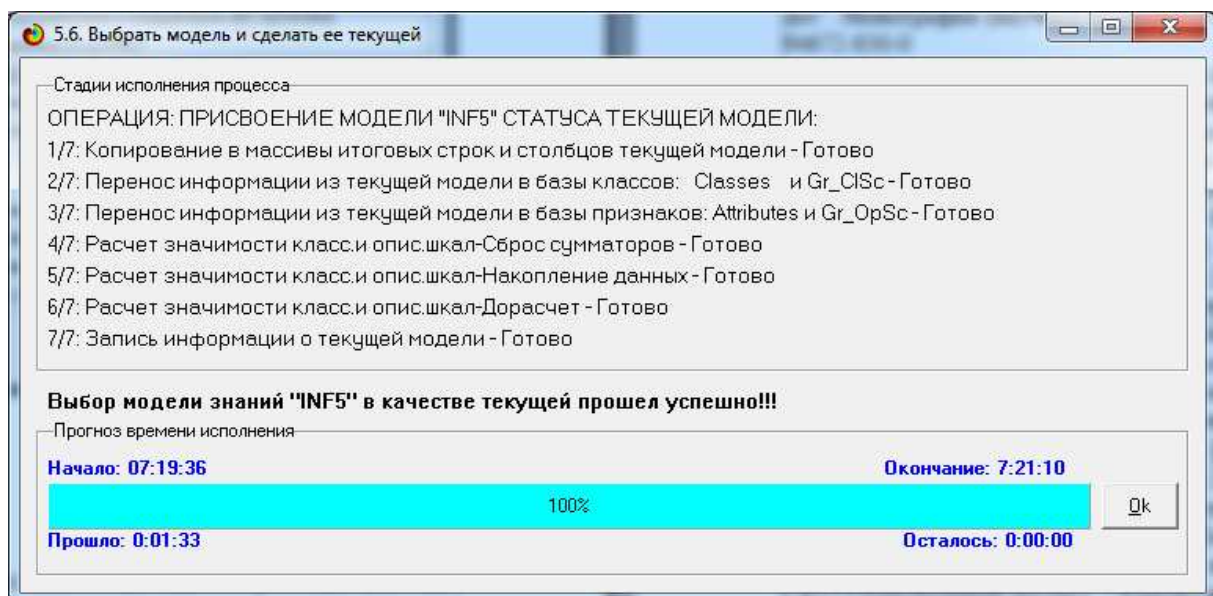 5.6. Выбрать модель и сделать ее текущей
Стадии исполнения процесса
ОПЕРАЦИЯ: ПРИСВОЕНИЕ МОДЕЛИ "INF5" СТАТУСА ТЕКУЩЕЙ МОДЕЛИ:
1/7: Копирование в массивы итоговых строк и столбцов текущей модели - Готово
2/7: Перенос информации из текущей модели в базы классов: Classes и Gr_ClSc - Готово
3/7: Перенос информации из текущей модели в базы признаков: Attributes и Gr_OpSc - Готово
4/7: Расчет значимости класс.и опис.шкал-Сброс сумматоров - Готово
5/7: Расчет значимости класс.и опис.шкал-Накопление данных - Готово
6/7: Расчет значимости класс.и опис.шкал-Дорасчет - Готово
7/7: Запись информации о текущей модели - Готово
Выбор модели знаний "INF5" в качестве текущей прошел успешно!!!
Прогноз времени исполнения
Начало: 07:19:36 Окончание: 7:21:10
100% Ok
Прошло: 0:01:33 Осталось: 0:00:00